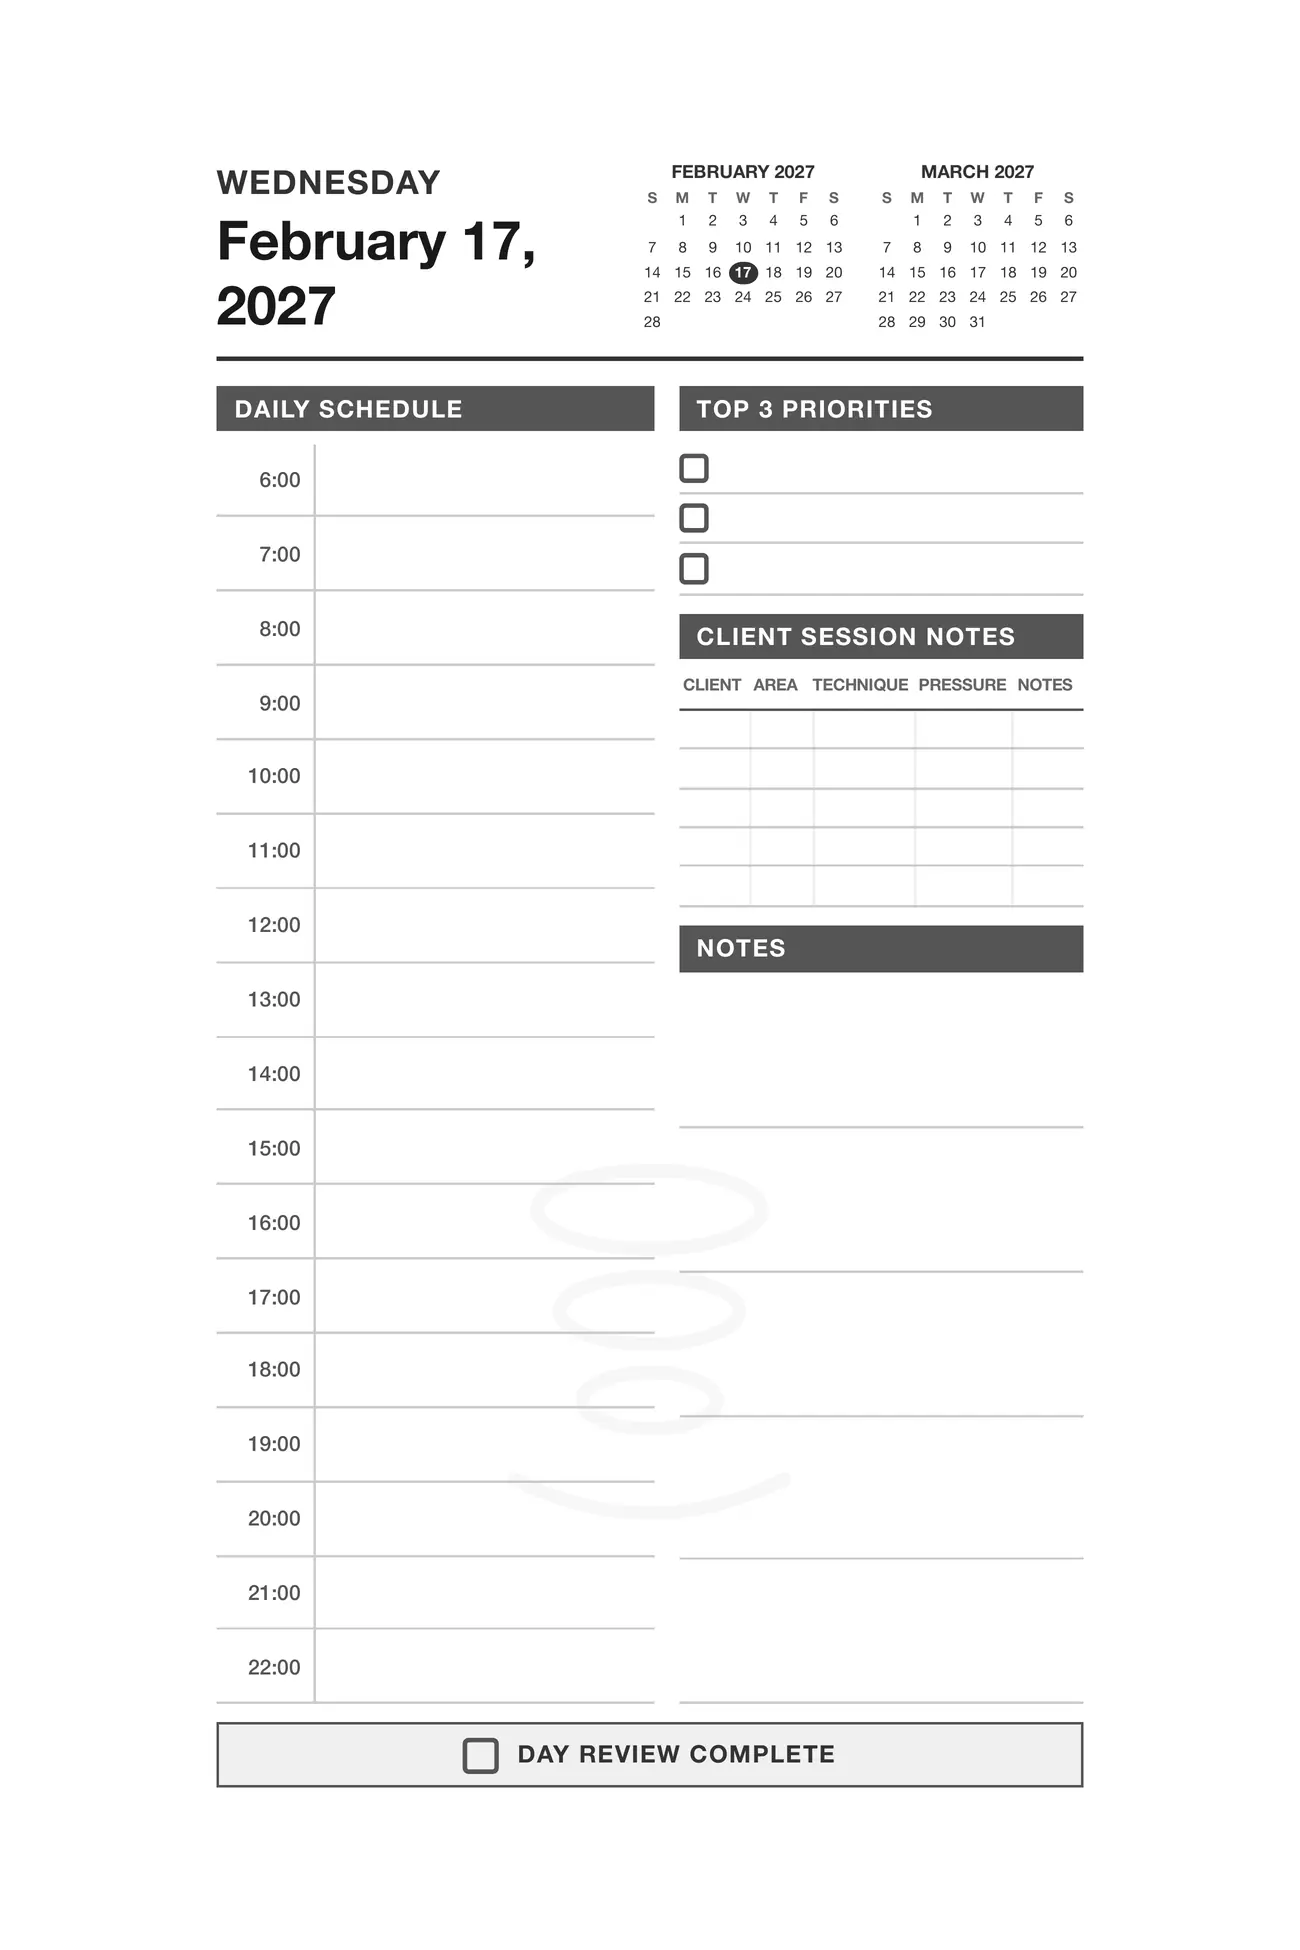 WEDNESDAY
February 17,
2027
FEBRUARY 2027
S M T W T F S
1 2 3 4 5 6
7 8 9 10 11 12 13
14 15 16 17 18 19 20
21 22 23 24 25 26 27
28
MARCH 2027
S M T W T F S
1 2 3 4 5 6
7 8 9 10 11 12 13
14 15 16 17 18 19 20
21 22 23 24 25 26 27
28 29 30 31
DAILY SCHEDULE
6:00
7:00
8:00
9:00
10:00
11:00
12:00
13:00
14:00
15:00
16:00
17:00
18:00
19:00
20:00
21:00
22:00
TOP 3 PRIORITIES
CLIENT SESSION NOTES
CLIENT AREA TECHNIQUE PRESSURE NOTES
NOTES
DAY REVIEW COMPLETE